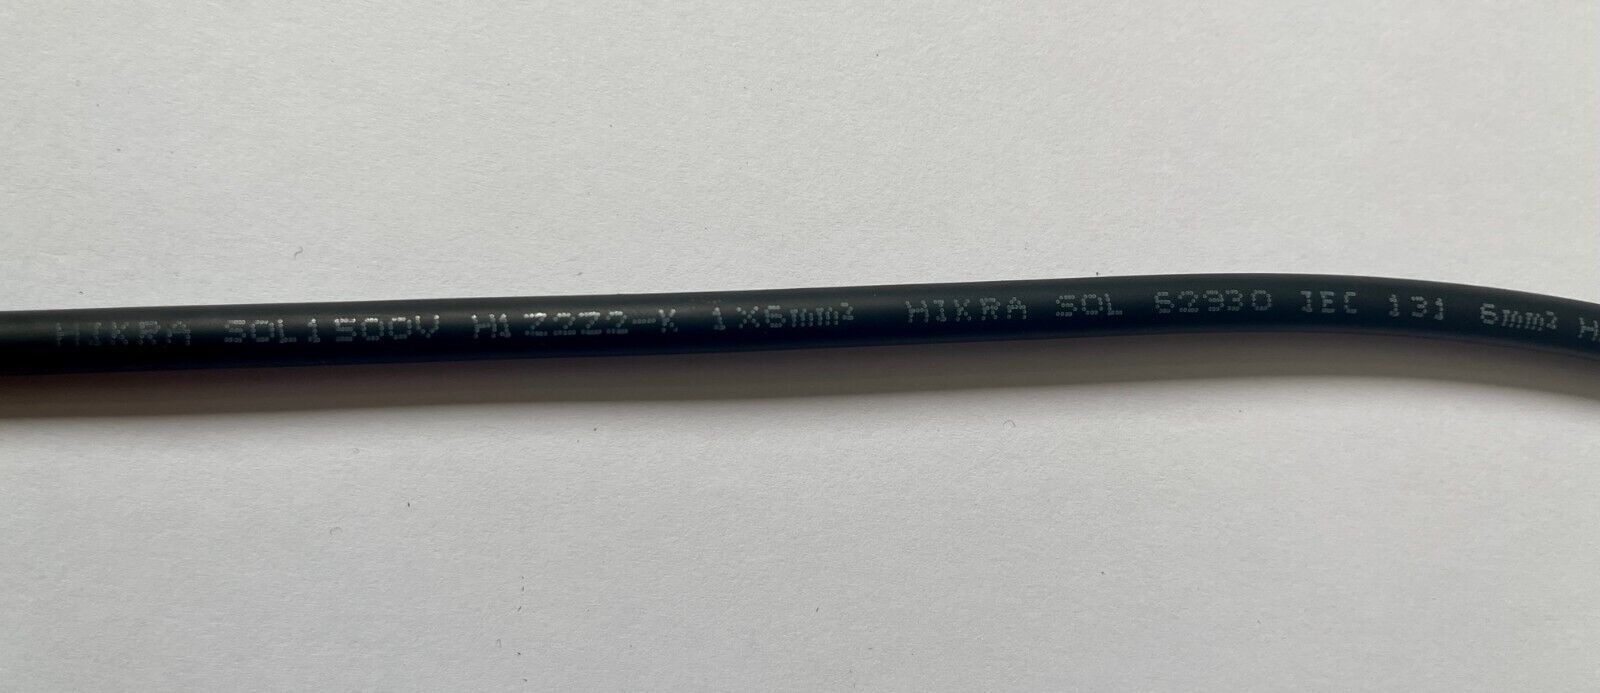 HIKRA SOL1500V H1Z2Z2-K 1X6mm² HIKRA SOL 62930 IEC 131 6mm² H